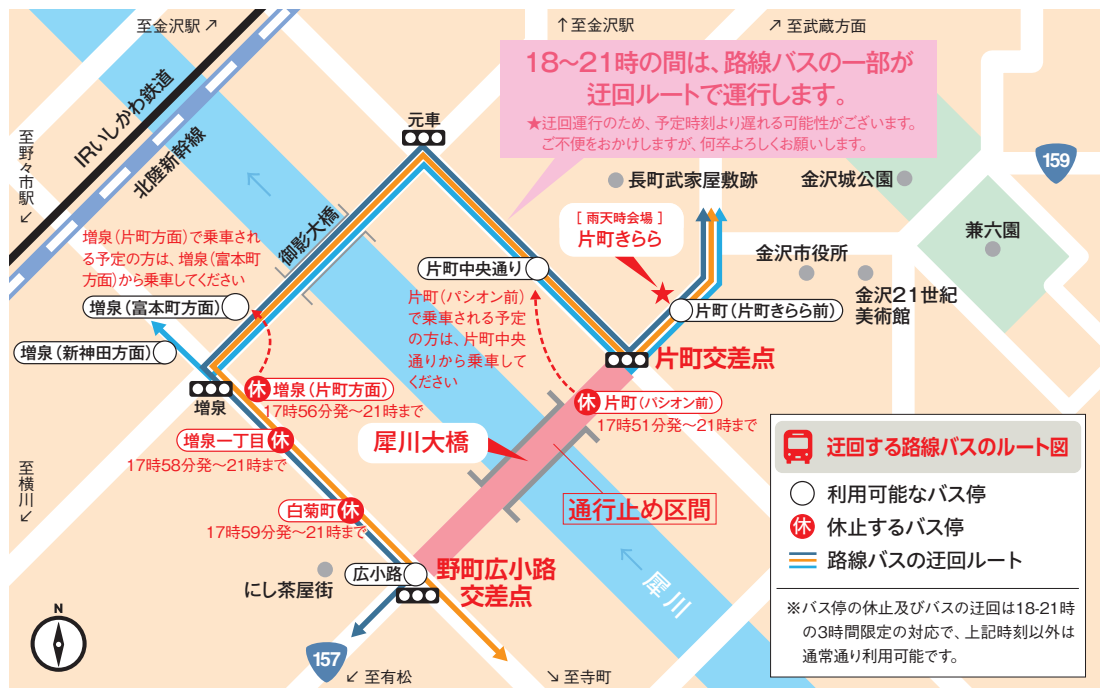 至金沢駅↗
↑至金沢駅
↗至武蔵方面
18〜21時の間は、路線バスの一部が
迂回ルートで運行します。
★迂回運行のため、予定時刻より遅れる可能性がございます。
ご不便をおかけしますが、何卒よろしくお願いします。
IRいしかわ鉄道
北陸新幹線
至野々市駅↙
元車
159
長町武家屋敷跡
金沢城公園
[ 雨天時会場 ]
片町きらら
兼六園
御影大橋
増泉(片町方面)で乗車され
る予定の方は、増泉(富本町
方面)から乗車してください
金沢市役所
片町中央通り
金沢21世紀
美術館
増泉(富本町方面)
片町(パシオン前)
で乗車される予定
の方は、片町中央
通りから乗車して
ください
片町(片町きらら前)
増泉(新神田方面)
片町交差点
増泉
休 増泉(片町方面)
17時56分発〜21時まで
休 片町(パシオン前)
17時51分発〜21時まで
増泉一丁目 休
17時58分発〜21時まで
犀川大橋
至横川↙
通行止め区間
白菊町 休
17時59分発〜21時まで
広小路
野町広小路
交差点
にし茶屋街
犀川
N
157
↙至有松
↘至寺町
迂回する路線バスのルート図
利用可能なバス停
休 休止するバス停
路線バスの迂回ルート
※バス停の休止及びバスの迂回は18-21時
の3時間限定の対応で、上記時刻以外は
通常通り利用可能です。